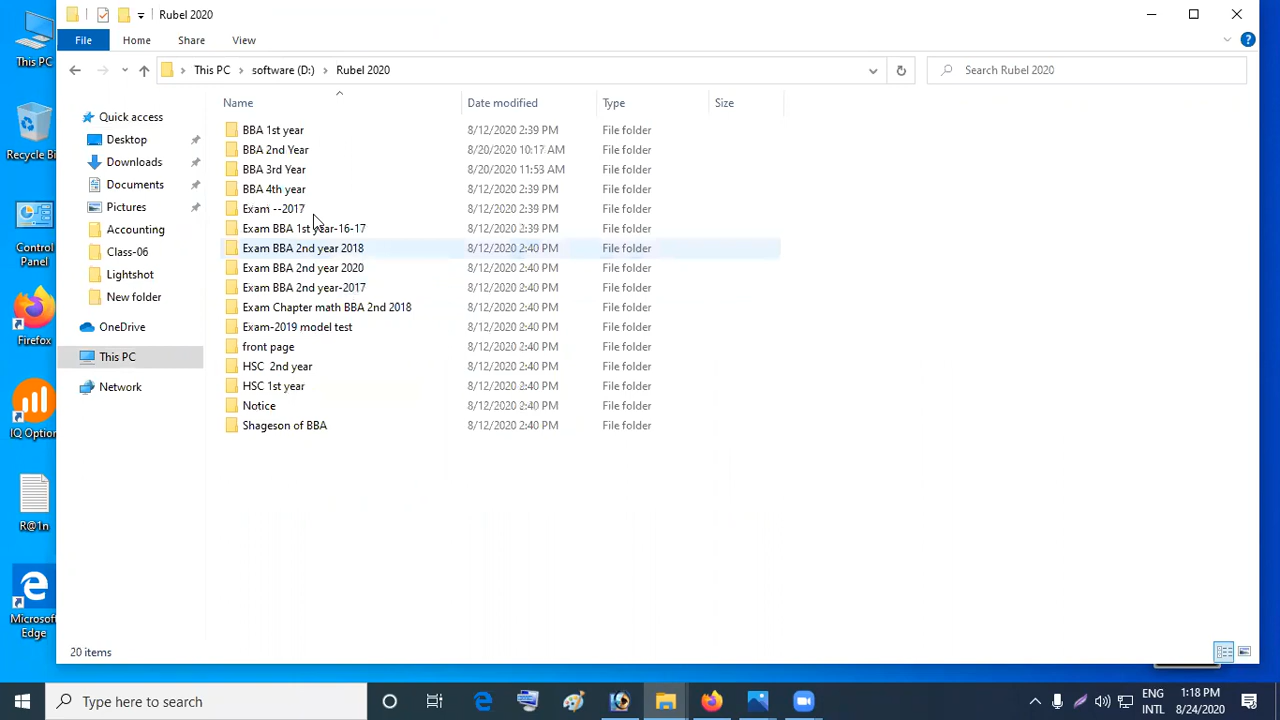 Rubel 2020
File Home Share View
This PC > software (D:) > Rubel 2020
Search Rubel 2020
Name Date modified Type Size
BBA 1st year 8/12/2020 2:39 PM File folder
BBA 2nd Year 8/20/2020 10:17 AM File folder
BBA 3rd Year 8/20/2020 11:53 AM File folder
BBA 4th year 8/12/2020 2:39 PM File folder
Exam --2017 8/12/2020 2:39 PM File folder
Exam BBA 1st year-16-17 8/12/2020 2:39 PM File folder
Exam BBA 2nd year 2018 8/12/2020 2:40 PM File folder
Exam BBA 2nd year 2020 8/12/2020 2:40 PM File folder
Exam BBA 2nd year-2017 8/12/2020 2:40 PM File folder
Exam Chapter math BBA 2nd 2018 8/12/2020 2:40 PM File folder
Exam-2019 model test 8/12/2020 2:40 PM File folder
front page 8/12/2020 2:40 PM File folder
HSC 2nd year 8/12/2020 2:40 PM File folder
HSC 1st year 8/12/2020 2:40 PM File folder
Notice 8/12/2020 2:40 PM File folder
Shageson of BBA 8/12/2020 2:40 PM File folder
Quick access
Desktop
Downloads
Documents
Pictures
Accounting
Class-06
Lightshot
New folder
OneDrive
This PC
Network
20 items
This PC
Recycle Bi
Control
Panel
Firefox
IQ Option
R@1n
Microsoft
Edge
Type here to search
ENG
INTL
1:18 PM
8/24/2020